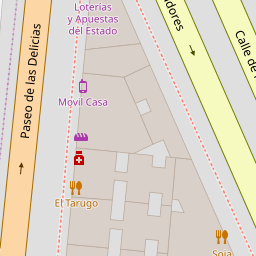 Loterías
y Apuestas
del Estado
Paseo de las Delicias
Movil Casa
El Tarugo
Soja
Calle de